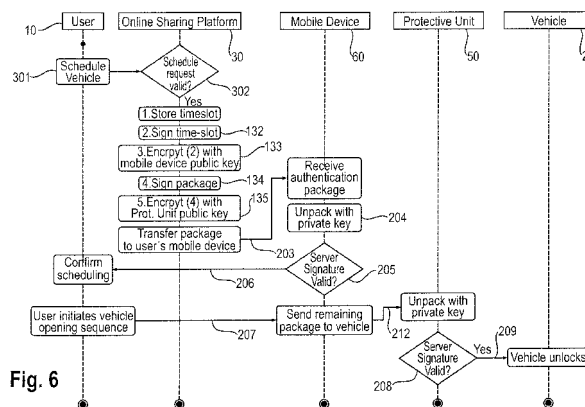 User
Online Sharing Platform
Mobile Device
Protective Unit
Vehicle
10
30
60
50
2
301
Schedule
Vehicle
Schedule
request
valid?
302
Yes
1.Store timeslot
2.Sign time-slot
132
3.Encrpyt (2) with
mobile device public key
133
4.Sign package
134
5.Encrpyt (4) with
Prot. Unit public key
135
Transfer package
to user's mobile device
203
Receive
authentication
package
Unpack with
private key
204
Server
Signature
Valid?
205
Confirm
scheduling
206
User initiates vehicle
opening sequence
207
Send remaining
package to vehicle
212
Unpack with
private key
Server
Signature
Valid?
208
Yes
209
Vehicle unlocks
Fig. 6